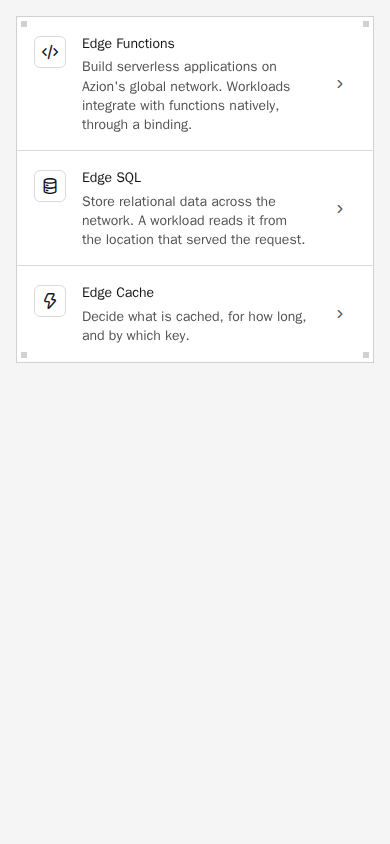 Edge Functions
Build serverless applications on
Azion's global network. Workloads
integrate with functions natively,
through a binding.
Edge SQL
Store relational data across the
network. A workload reads it from
the location that served the request.
Edge Cache
Decide what is cached, for how long,
and by which key.